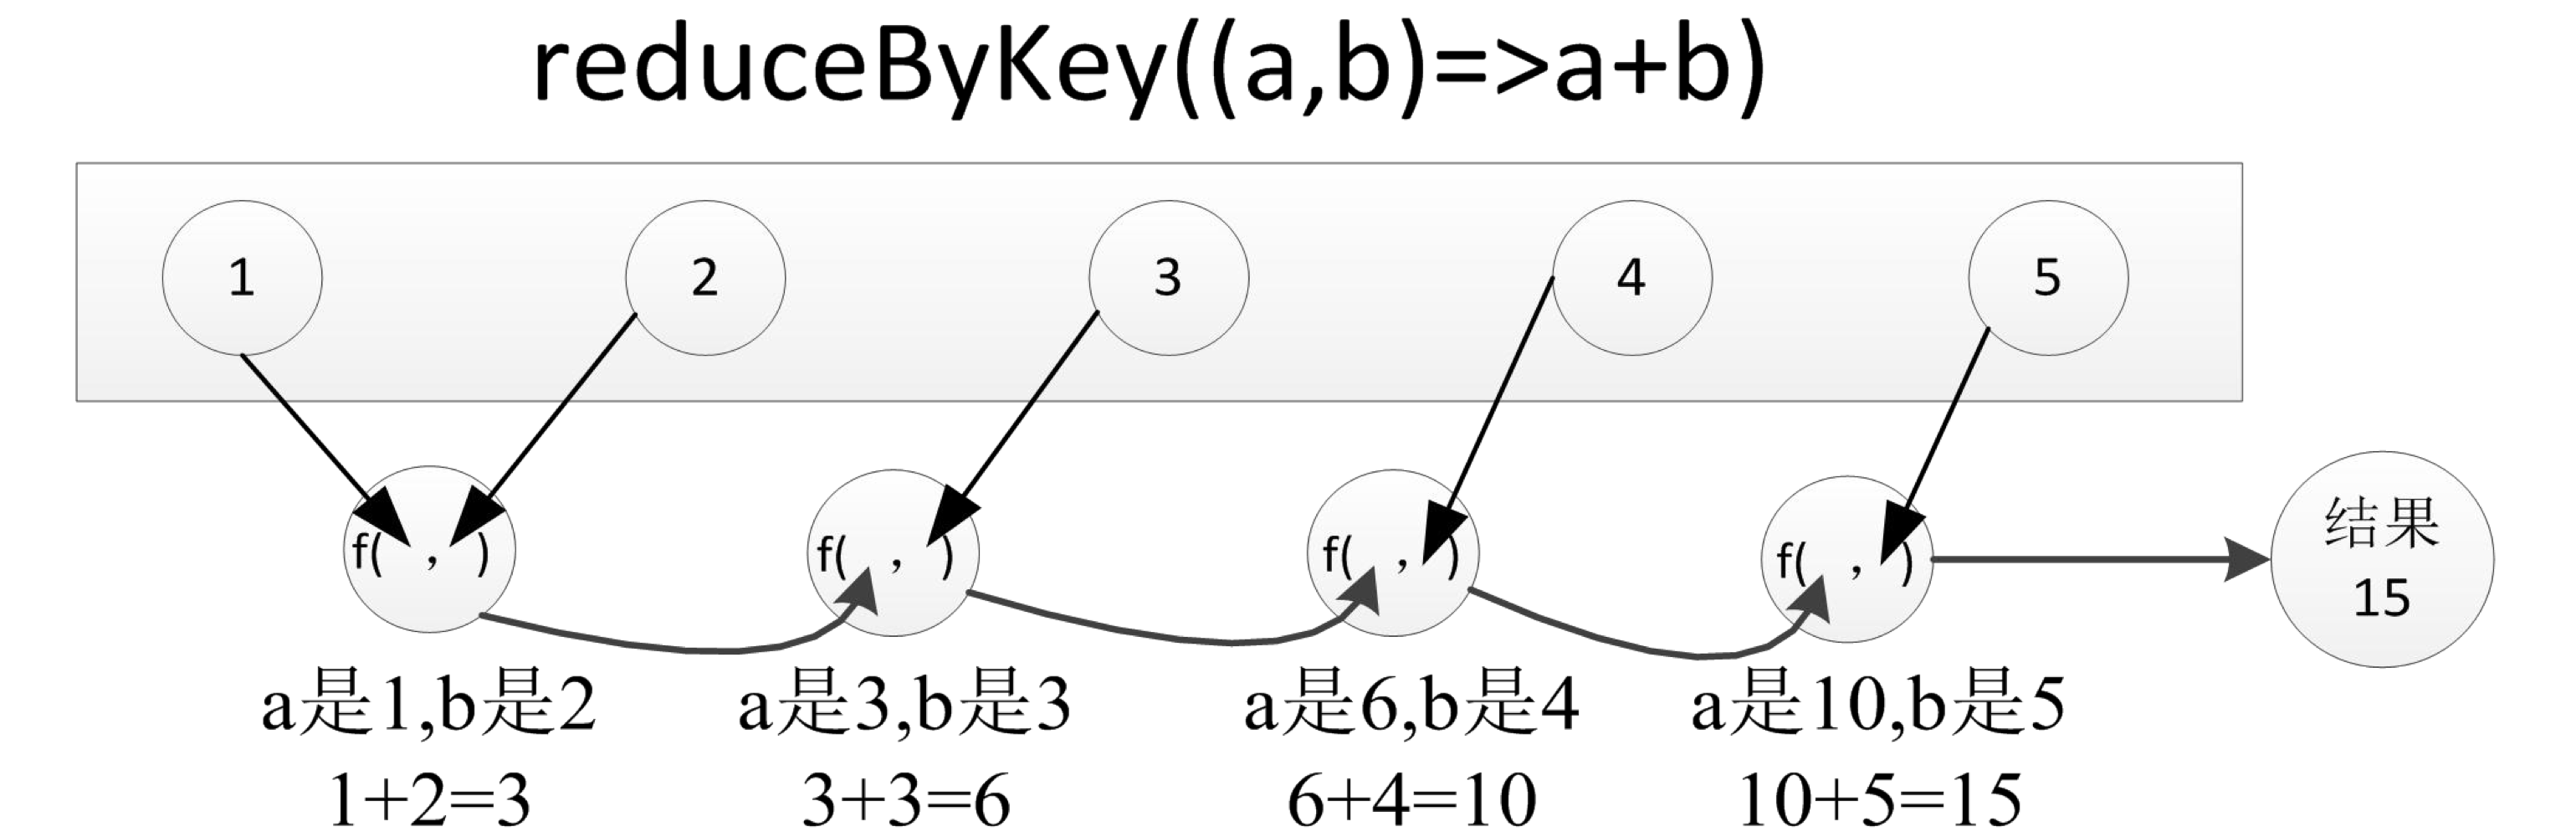 reduceByKey((a,b)=>a+b)
1 2 3 4 5
f( , ) f( , ) f( , ) f( , )
结果
15
a是1,b是2 a是3,b是3 a是6,b是4 a是10,b是5
1+2=3 3+3=6 6+4=10 10+5=15